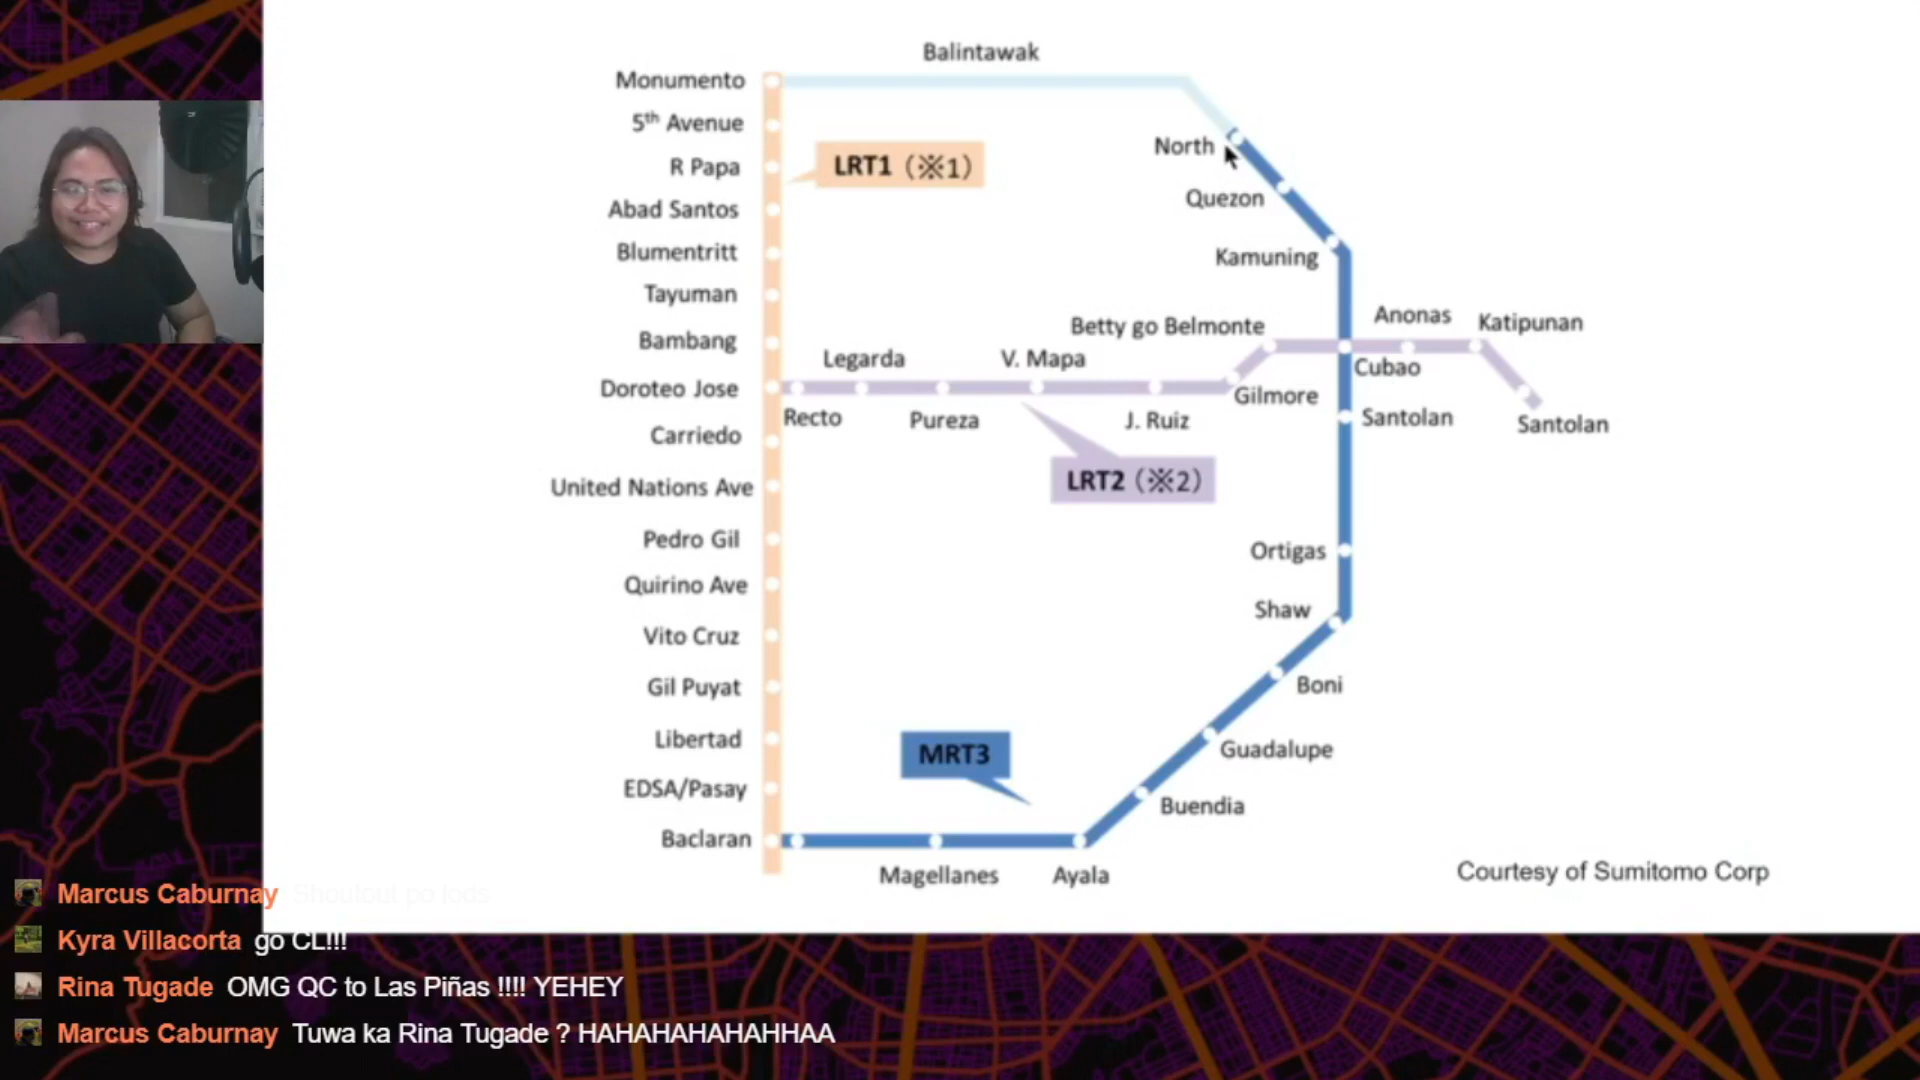 Balintawak
Monumento
5th Avenue
North
R Papa
LRT1 (※1)
Quezon
Abad Santos
Blumentritt
Kamuning
Tayuman
Anonas
Katipunan
Betty go Belmonte
Bambang
Legarda
V. Mapa
Cubao
Doroteo Jose
Gilmore
Recto
Pureza
J. Ruiz
Santolan
Santolan
Carriedo
LRT2 (※2)
United Nations Ave
Pedro Gil
Ortigas
Quirino Ave
Shaw
Vito Cruz
Gil Puyat
Boni
Libertad
MRT3
Guadalupe
EDSA/Pasay
Buendia
Baclaran
Magellanes
Ayala
Courtesy of Sumitomo Corp
Marcus Caburnay Shoutout po lods
Kyra Villacorta go CL!!!
Rina Tugade OMG QC to Las Piñas !!!! YEHEY
Marcus Caburnay Tuwa ka Rina Tugade ? HAHAHAHAHAHHAA